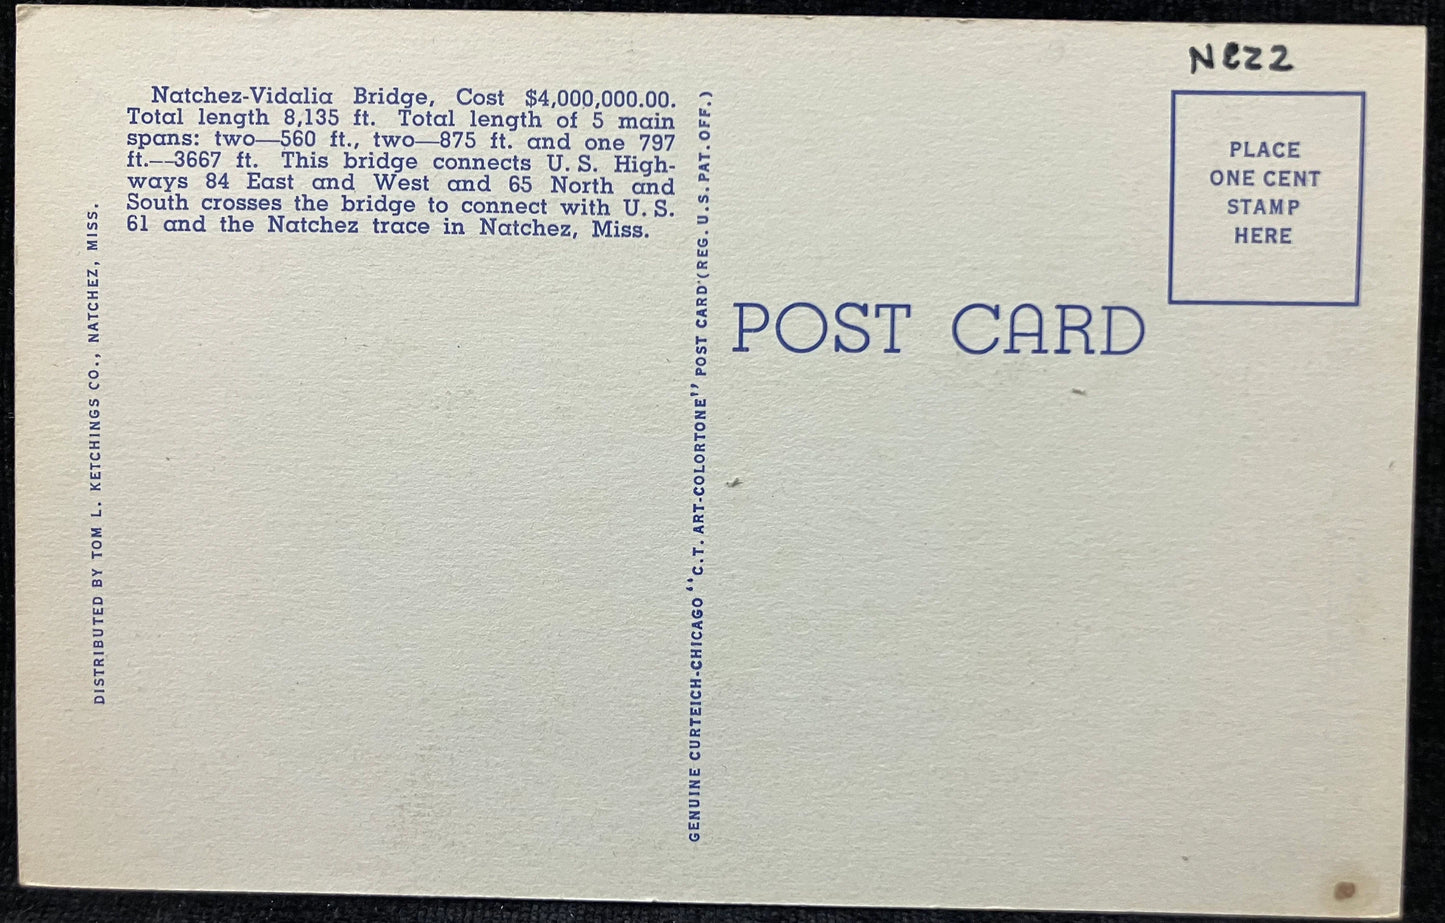 Natchez-Vidalia Bridge, Cost $4,000,000.00.
Total length 8,135 ft. Total length of 5 main
spans: two—560 ft., two—875 ft. and one 797
ft.—3667 ft. This bridge connects U. S. High-
ways 84 East and West and 65 North and
South crosses the bridge to connect with U. S.
61 and the Natchez trace in Natchez, Miss.
DISTRIBUTED BY TOM L. KETCHINGS CO., NATCHEZ, MISS.
GENUINE CURTEICH-CHICAGO "C.T. ART-COLORTONE" POST CARD (REG. U.S. PAT. OFF.)
POST CARD
PLACE
ONE CENT
STAMP
HERE